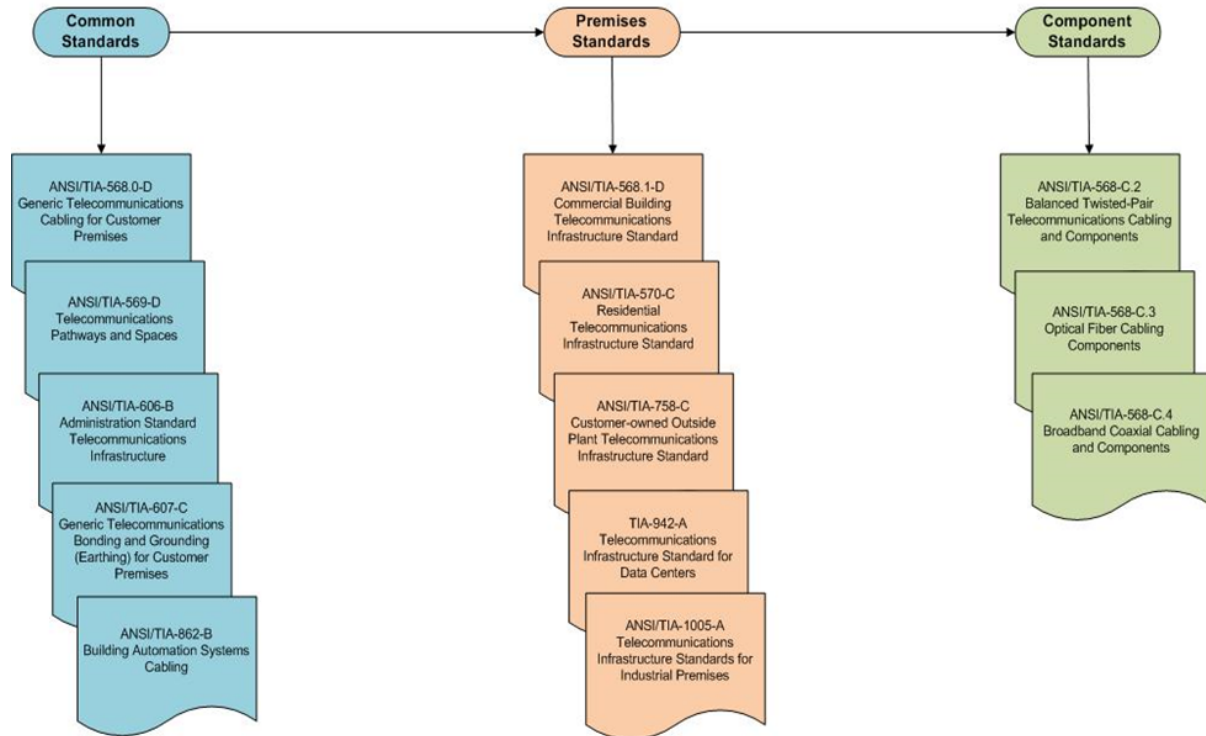 Common
Standards
Premises
Standards
Component
Standards
ANSI/TIA-568.0-D
Generic Telecommunications
Cabling for Customer
Premises
ANSI/TIA-569-D
Telecommunications
Pathways and Spaces
ANSI/TIA-606-B
Administration Standard
Telecommunications
Infrastructure
ANSI/TIA-607-C
Generic Telecommunications
Bonding and Grounding
(Earthing) for Customer
Premises
ANSI/TIA-862-B
Building Automation Systems
Cabling
ANSI/TIA-568.1-D
Commercial Building
Telecommunications
Infrastructure Standard
ANSI/TIA-570-C
Residential
Telecommunications
Infrastructure Standard
ANSI/TIA-758-C
Customer-owned Outside
Plant Telecommunications
Infrastructure Standard
TIA-942-A
Telecommunications
Infrastructure Standard for
Data Centers
ANSI/TIA-1005-A
Telecommunications
Infrastructure Standards for
Industrial Premises
ANSI/TIA-568-C.2
Balanced Twisted-Pair
Telecommunications Cabling
and Components
ANSI/TIA-568-C.3
Optical Fiber Cabling
Components
ANSI/TIA-568-C.4
Broadband Coaxial Cabling
and Components